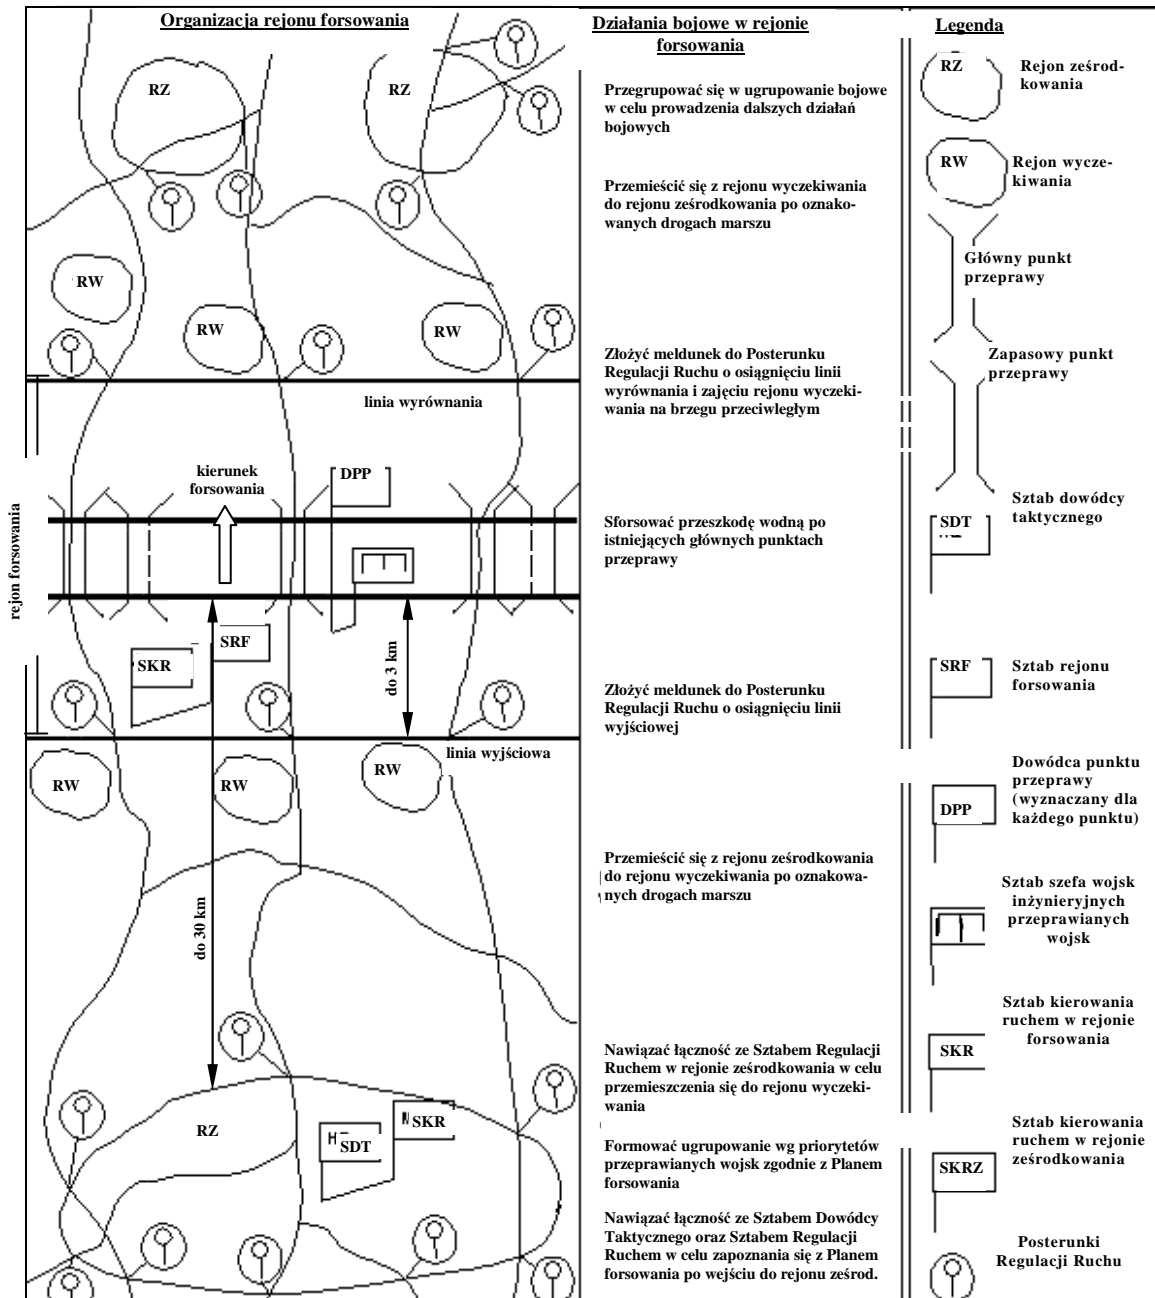 Organizacja rejonu forsowania
RZ
RZ
RW
RW
RW
linia wyrównania
kierunek
forsowania
DPP
rejon forsowania
SRF
SKR
do 3 km
linia wyjściowa
RW
RW
RW
do 30 km
RZ
SDT
SKR
Działania bojowe w rejonie
forsowania
Przegrupować się w ugrupowanie bojowe
w celu prowadzenia dalszych działań
bojowych
Przemieścić się z rejonu wyczekiwania
do rejonu ześrodkowania po oznako-
wanych drogach marszu
Złożyć meldunek do Posterunku
Regulacji Ruchu o osiągnięciu linii
wyrównania i zajęciu rejonu wyczeki-
wania na brzegu przeciwległym
Sforsować przeszkodę wodną po
istniejących głównych punktach
przeprawy
Złożyć meldunek do Posterunku
Regulacji Ruchu o osiągnięciu linii
wyjściowej
Przemieścić się z rejonu ześrodkowania
do rejonu wyczekiwania po oznakowa-
nych drogach marszu
Nawiązać łączność ze Sztabem Regulacji
Ruchem w rejonie ześrodkowania w celu
przemieszczenia się do rejonu wyczeki-
wania
Formować ugrupowanie wg priorytetów
przeprawianych wojsk zgodnie z Planem
forsowania
Nawiązać łączność ze Sztabem Dowódcy
Taktycznego oraz Sztabem Regulacji
Ruchem w celu zapoznania się z Planem
forsowania po wejściu do rejonu ześrod.
Legenda
RZ
Rejon ześrod-
kowania
RW
Rejon wycze-
kiwania
Główny punkt
przeprawy
Zapasowy punkt
przeprawy
Sztab dowódcy
taktycznego
SDT
SRF
Sztab rejonu
forsowania
Dowódca punktu
przeprawy
(wyznaczany dla
każdego punktu)
DPP
Sztab szefa wojsk
inżynieryjnych
przeprawianych
wojsk
Sztab kierowania
ruchem w rejonie
forsowania
SKR
Sztab kierowania
ruchem w rejonie
ześrodkowania
SKRZ
Posterunki
Regulacji Ruchu